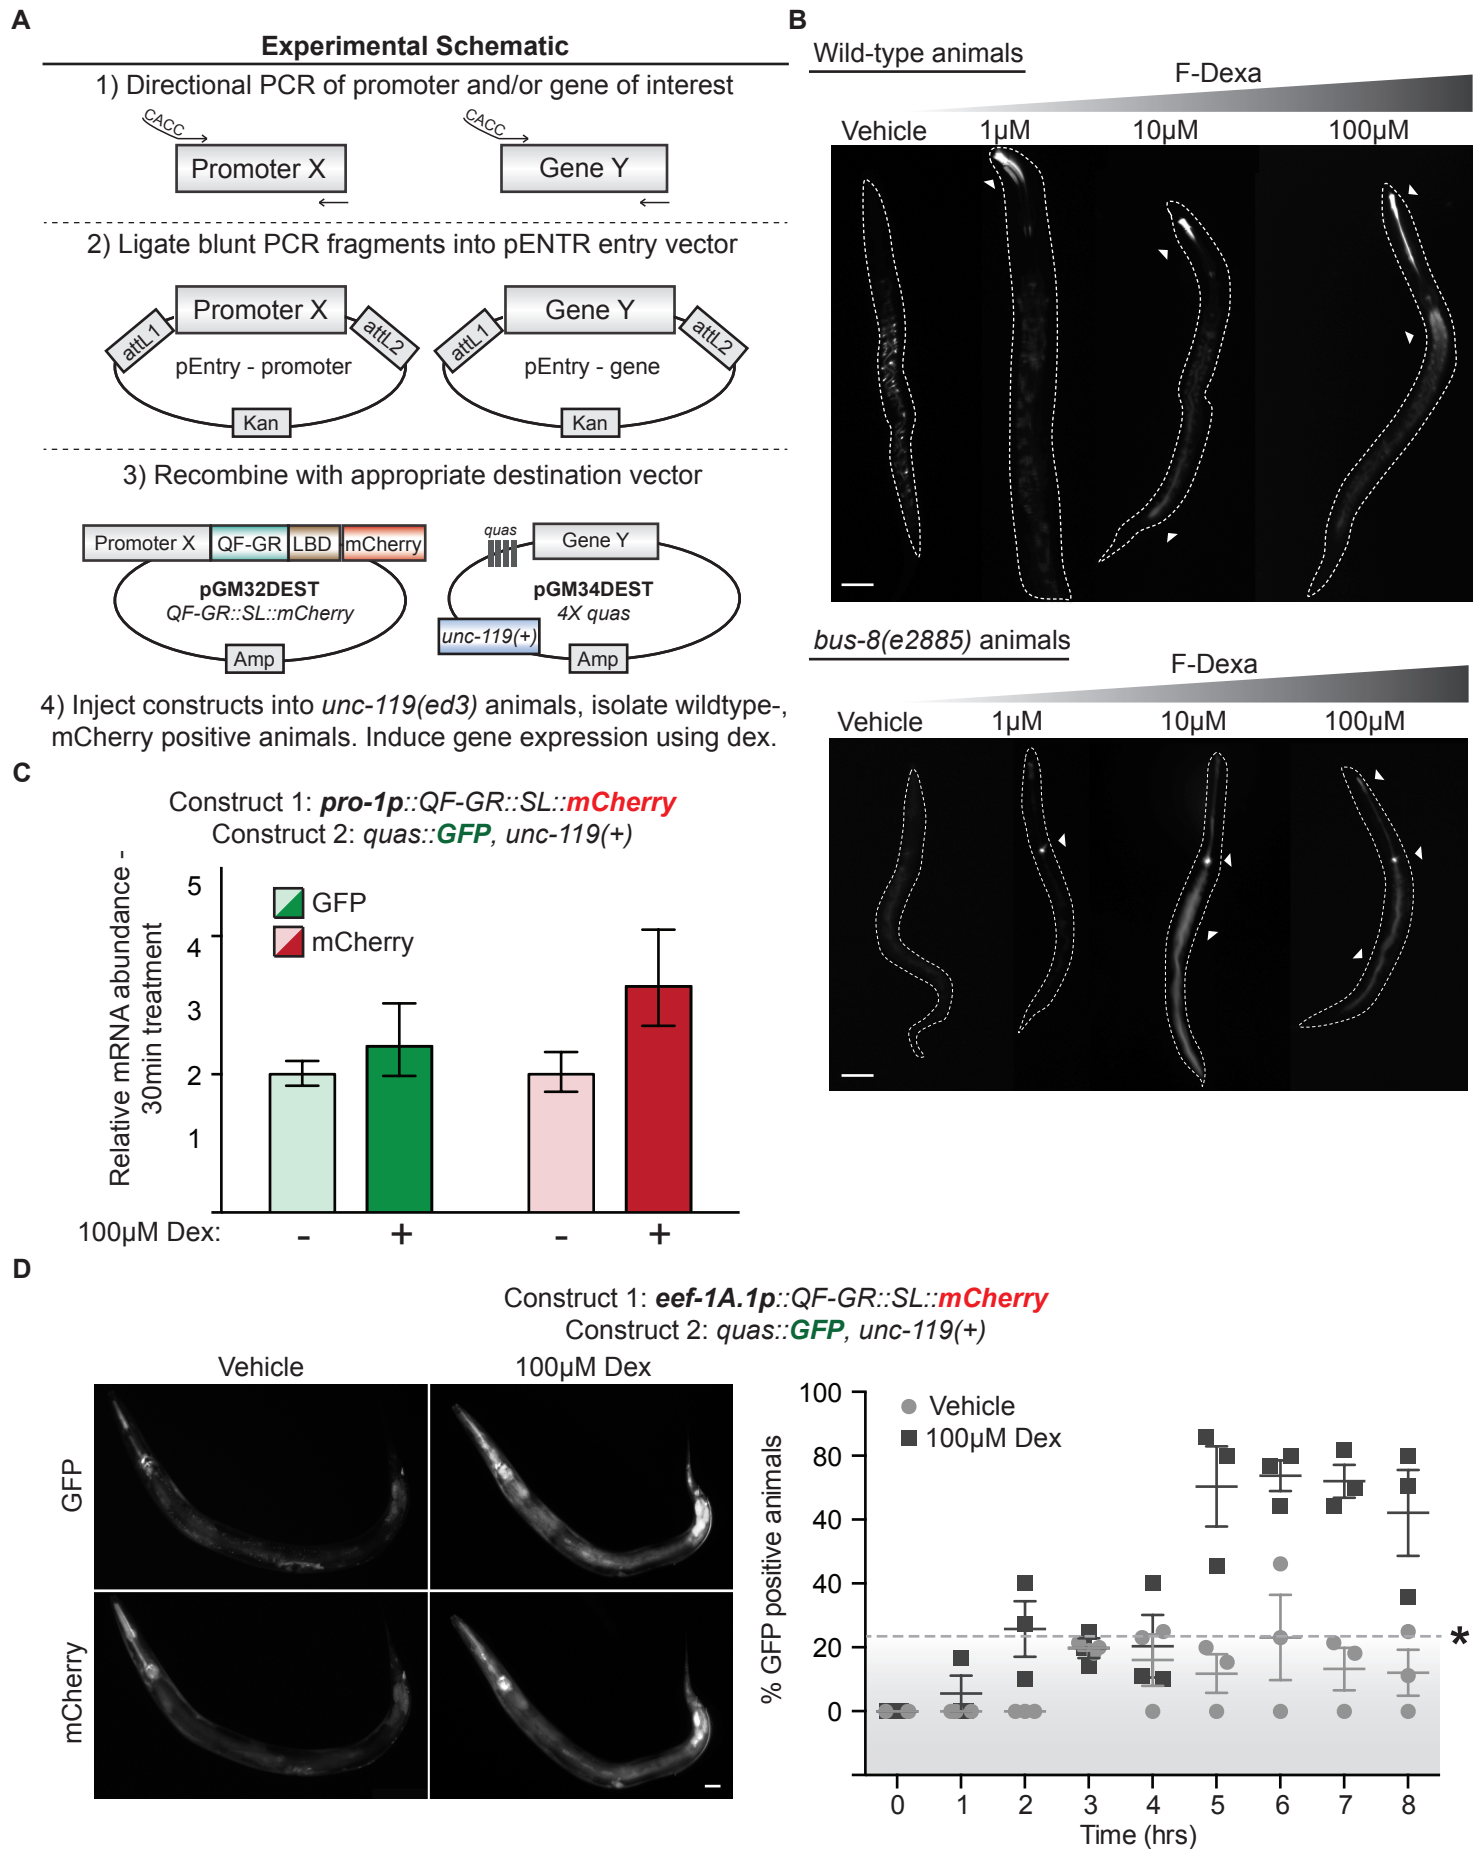 A
Experimental Schematic
1) Directional PCR of promoter and/or gene of interest
CACC
CACC
Promoter X
Gene Y
2) Ligate blunt PCR fragments into pENTR entry vector
Promoter X
Gene Y
attL1
attL2
attL1
attL2
pEntry - promoter
pEntry - gene
Kan
Kan
3) Recombine with appropriate destination vector
Promoter X
QF-GR
LBD
mCherry
quas
Gene Y
pGM32DEST
QF-GR::SL::mCherry
pGM34DEST
4X quas
unc-119(+)
Amp
Amp
4) Inject constructs into unc-119(ed3) animals, isolate wildtype-,
mCherry positive animals. Induce gene expression using dex.
B
Wild-type animals
F-Dexa
Vehicle 1µM 10µM 100µM
bus-8(e2885) animals
F-Dexa
Vehicle 1µM 10µM 100µM
C
Construct 1: pro-1p::QF-GR::SL::mCherry
Construct 2: quas::GFP, unc-119(+)
Relative mRNA abundance -
30min treatment
5
4
3
2
1
GFP
mCherry
100µM Dex: - + - +
D
Construct 1: eef-1A.1p::QF-GR::SL::mCherry
Construct 2: quas::GFP, unc-119(+)
Vehicle 100µM Dex
GFP
mCherry
% GFP positive animals
100
80
40
40
20
0
Vehicle
100µM Dex
*
0 1 2 3 4 5 6 7 8
Time (hrs)